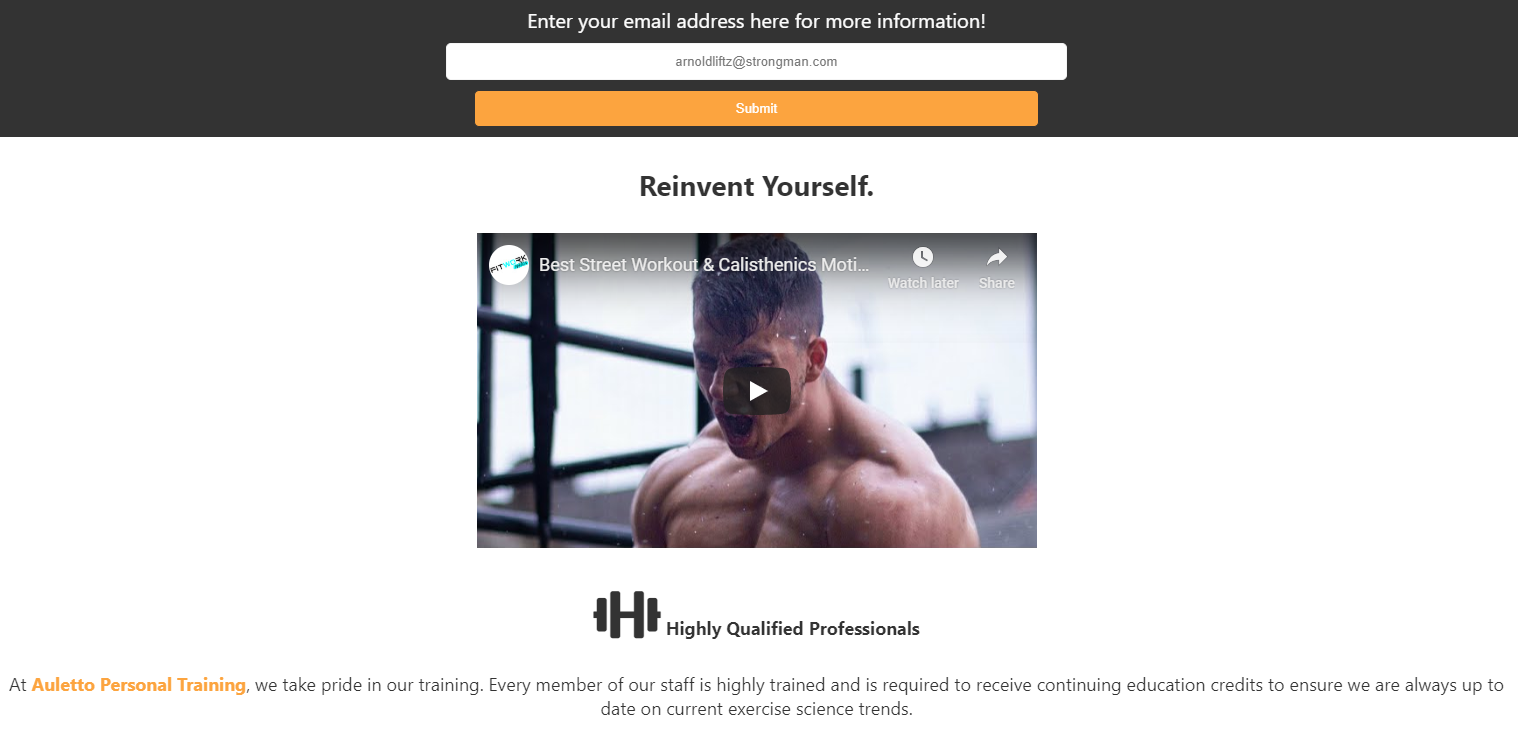 Enter your email address here for more information!
arnoldliftz@strongman.com
Submit
Reinvent Yourself.
FITWORK
Best Street Workout & Calisthenics Moti...
Watch later
Share
Highly Qualified Professionals
At Auletto Personal Training, we take pride in our training. Every member of our staff is highly trained and is required to receive continuing education credits to ensure we are always up to
date on current exercise science trends.